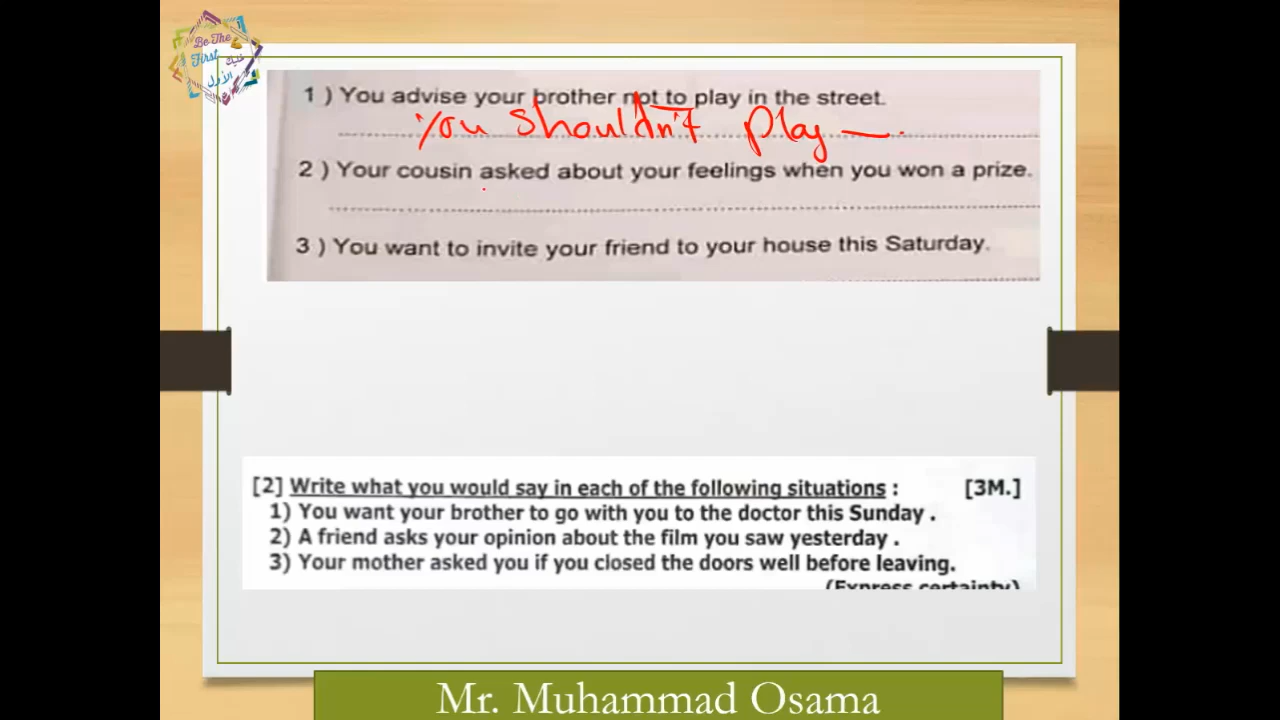 Be The
First
خليك
الأول
1 ) You advise your brother not to play in the street.
You shouldn't play
2 ) Your cousin asked about your feelings when you won a prize.
3 ) You want to invite your friend to your house this Saturday.
[2] Write what you would say in each of the following situations : [3M.]
1) You want your brother to go with you to the doctor this Sunday .
2) A friend asks your opinion about the film you saw yesterday .
3) Your mother asked you if you closed the doors well before leaving.
(Express certainty)
Mr. Muhammad Osama